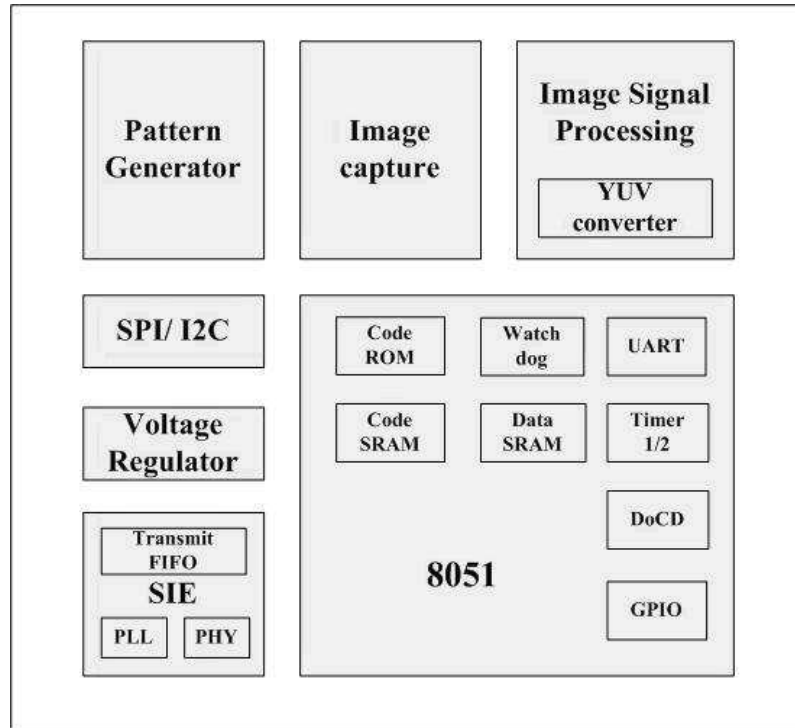 Pattern
Generator
Image
capture
Image Signal
Processing
YUV
converter
SPI/ I2C
Voltage
Regulator
Transmit
FIFO
SIE
PLL
PHY
Code
ROM
Watch
dog
UART
Code
SRAM
Data
SRAM
Timer
1/2
DoCD
8051
GPIO